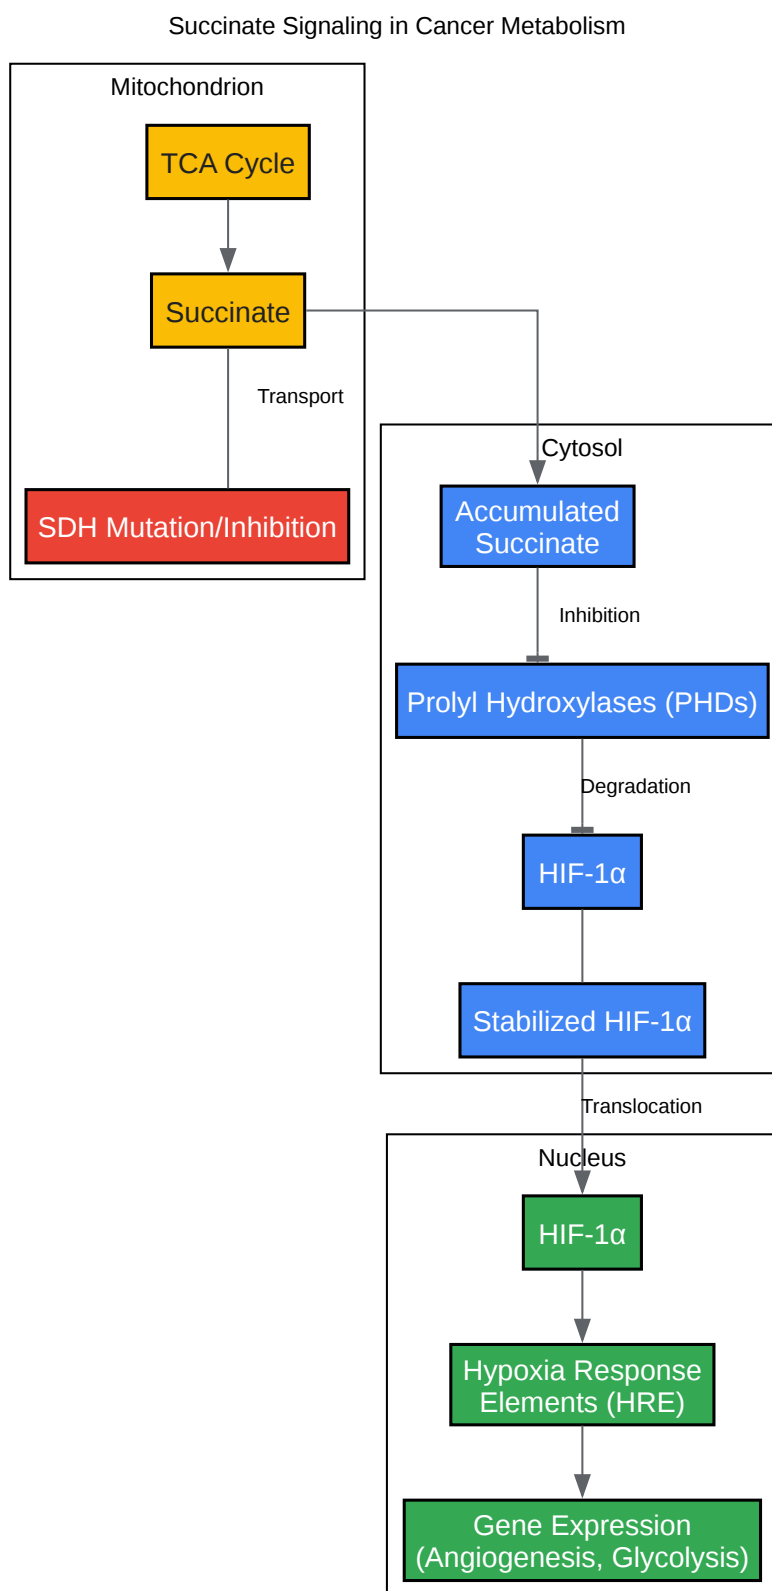 Succinate Signaling in Cancer Metabolism
Mitochondrion
TCA Cycle
Succinate
Transport
SDH Mutation/Inhibition
Cytosol
Accumulated
Succinate
Inhibition
Prolyl Hydroxylases (PHDs)
Degradation
HIF-1α
Stabilized HIF-1α
Translocation
Nucleus
HIF-1α
Hypoxia Response
Elements (HRE)
Gene Expression
(Angiogenesis, Glycolysis)